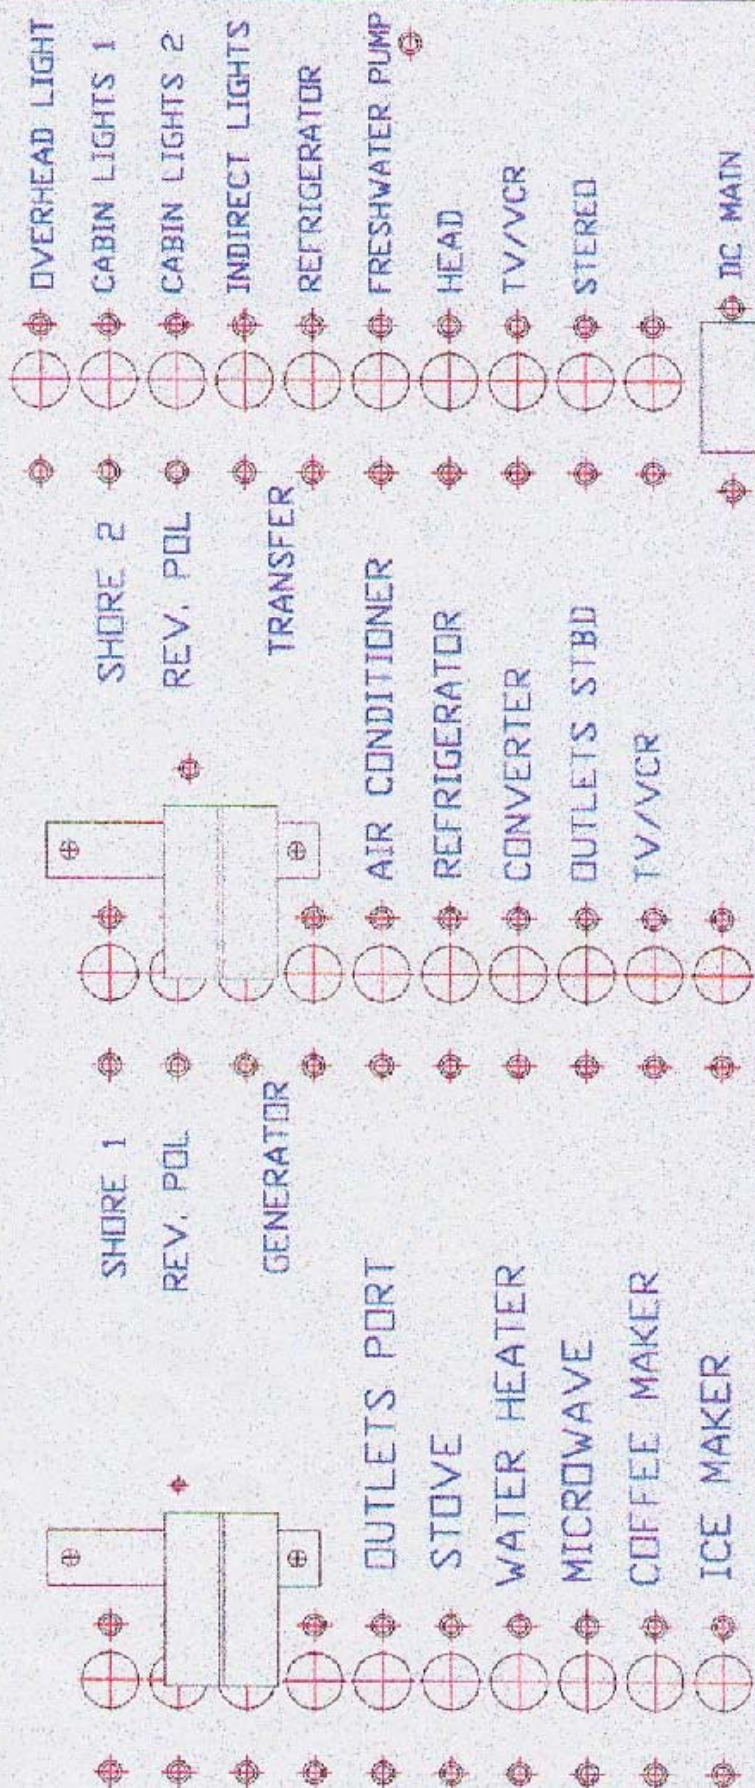 SHORE 1
REV. POL
GENERATOR
OUTLETS PORT
STOVE
WATER HEATER
MICROWAVE
COFFEE MAKER
ICE MAKER
SHORE 2
REV. POL
TRANSFER
AIR CONDITIONER
REFRIGERATOR
CONVERTER
OUTLETS STBD
TV/VCR
OVERHEAD LIGHT
CABIN LIGHTS 1
CABIN LIGHTS 2
INDIRECT LIGHTS
REFRIGERATOR
FRESHWATER PUMP
HEAD
TV/VCR
STEREO
DC MAIN